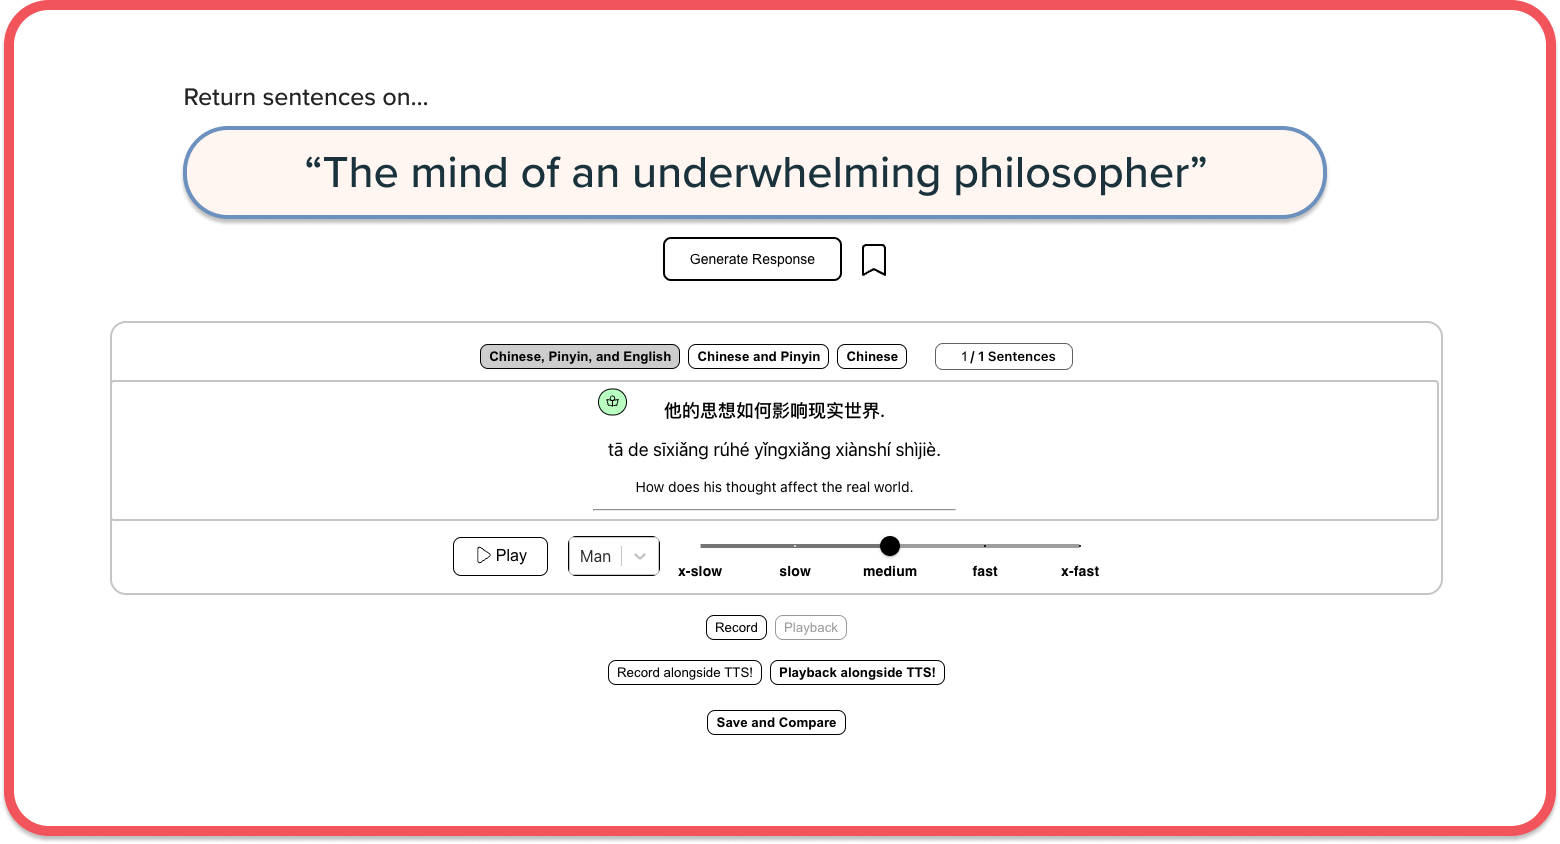 Return sentences on...
“The mind of an underwhelming philosopher”
Generate Response
Chinese, Pinyin, and English Chinese and Pinyin Chinese 1 / 1 Sentences
他的思想如何影响现实世界.
tā de sīxiǎng rúhé yǐngxiǎng xiànshí shìjiè.
How does his thought affect the real world.
Play Man
x-slow slow medium fast x-fast
Record Playback
Record alongside TTS! Playback alongside TTS!
Save and Compare